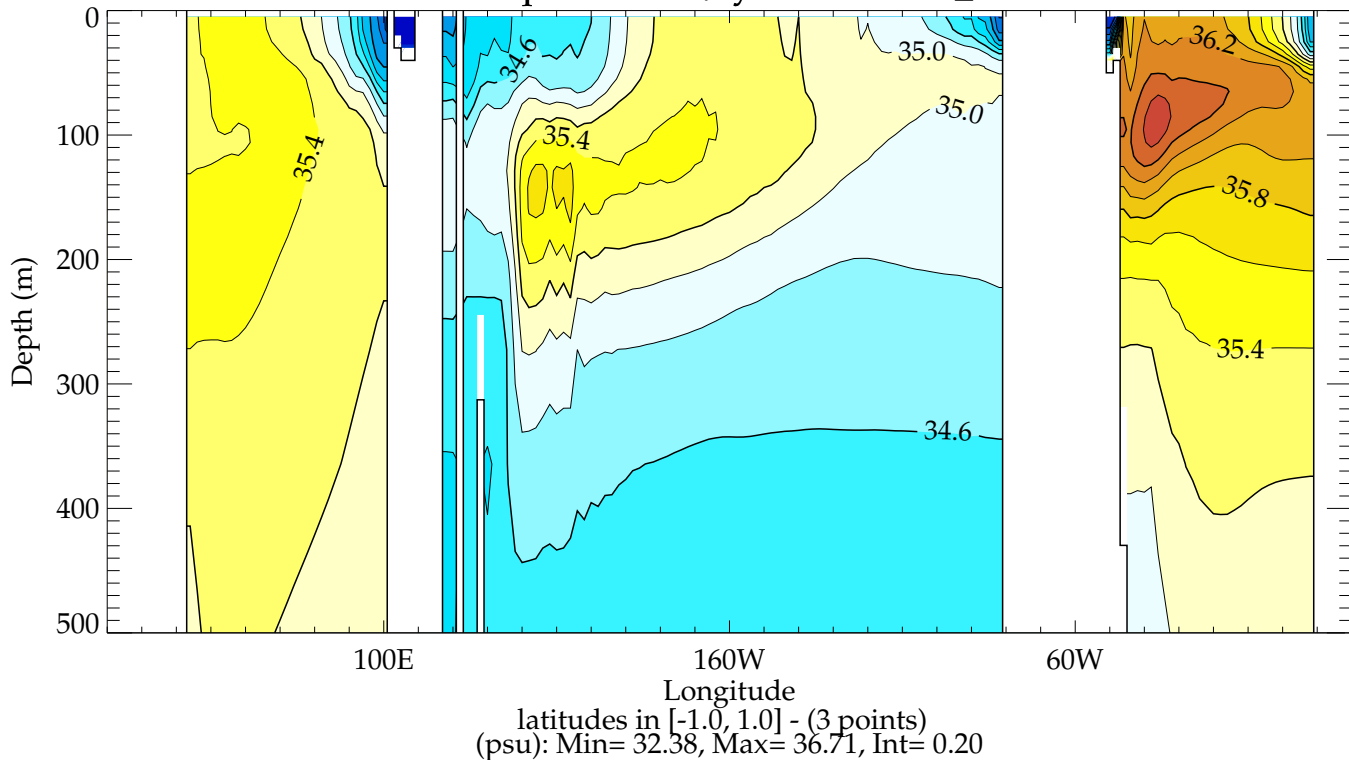 0
100
200
300
400
500
Depth (m)
35.4
34.6
35.4
35.0
35.0
34.6
36.2
35.8
35.4
100E
160W
60W
Longitude
latitudes in [-1.0, 1.0] - (3 points)
(psu): Min= 32.38, Max= 36.71, Int= 0.20